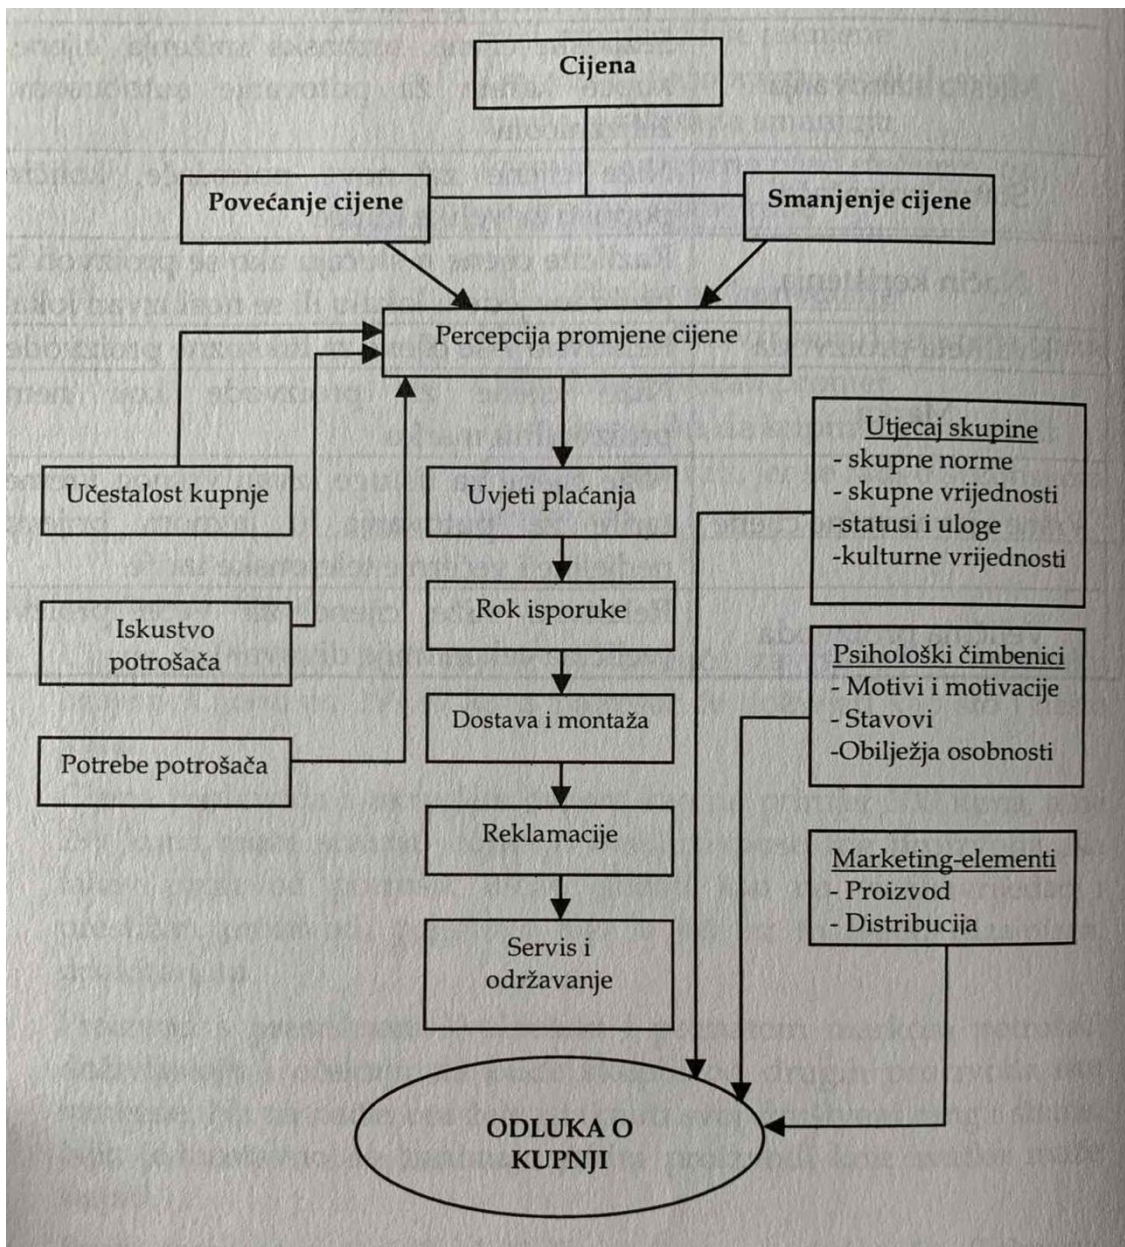 Cijena
Povećanje cijene
Smanjenje cijene
Percepcija promjene cijene
Učestalost kupnje
Iskustvo
potrošača
Potrebe potrošača
Uvjeti plaćanja
Rok isporuke
Dostava i montaža
Reklamacije
Servis i
održavanje
Utjecaj skupine
- skupne norme
- skupne vrijednosti
-statusi i uloge
-kulturne vrijednosti
Psihološki čimbenici
- Motivi i motivacije
- Stavovi
-Obilježja osobnosti
Marketing-elementi
- Proizvod
- Distribucija
ODLUKA O
KUPNJI